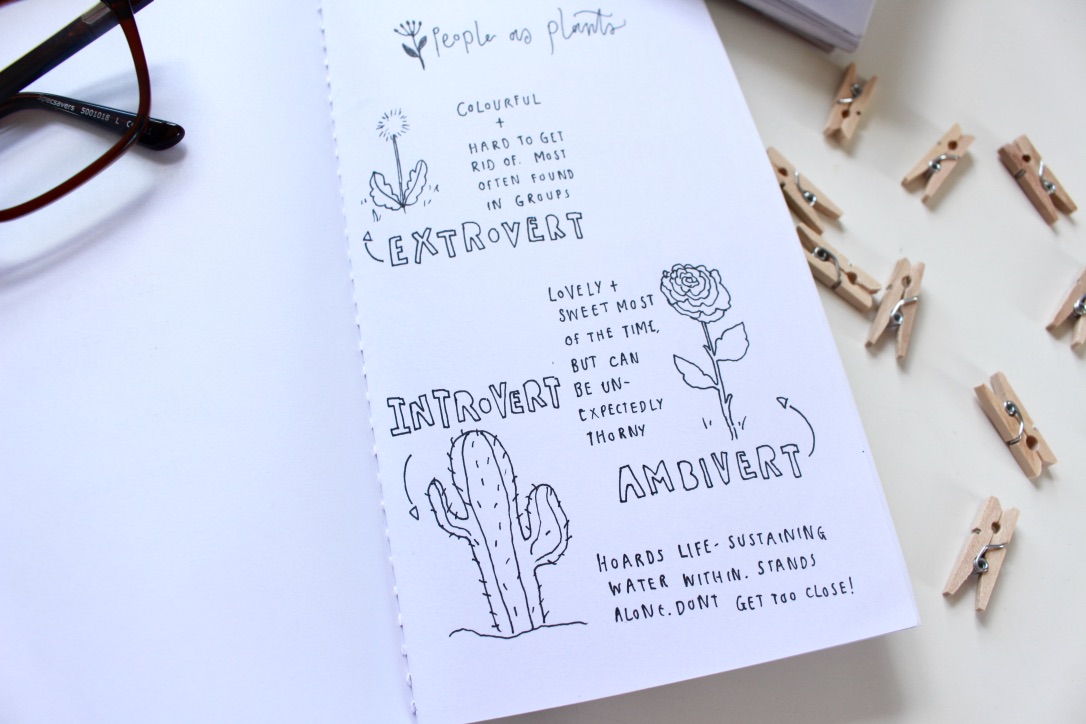 People as plants
COLOURFUL
+
HARD TO GET
RID OF. MOST
OFTEN FOUND
IN GROUPS
EXTROVERT
LOVELY +
SWEET MOST
OF THE TIME,
BUT CAN
BE UN-
EXPECTEDLY
THORNY
AMBIVERT
INTROVERT
HOARDS LIFE- SUSTAINING
WATER WITHIN. STANDS
ALONE. DONT GET TOO CLOSE!
Specsavers 5001018 L